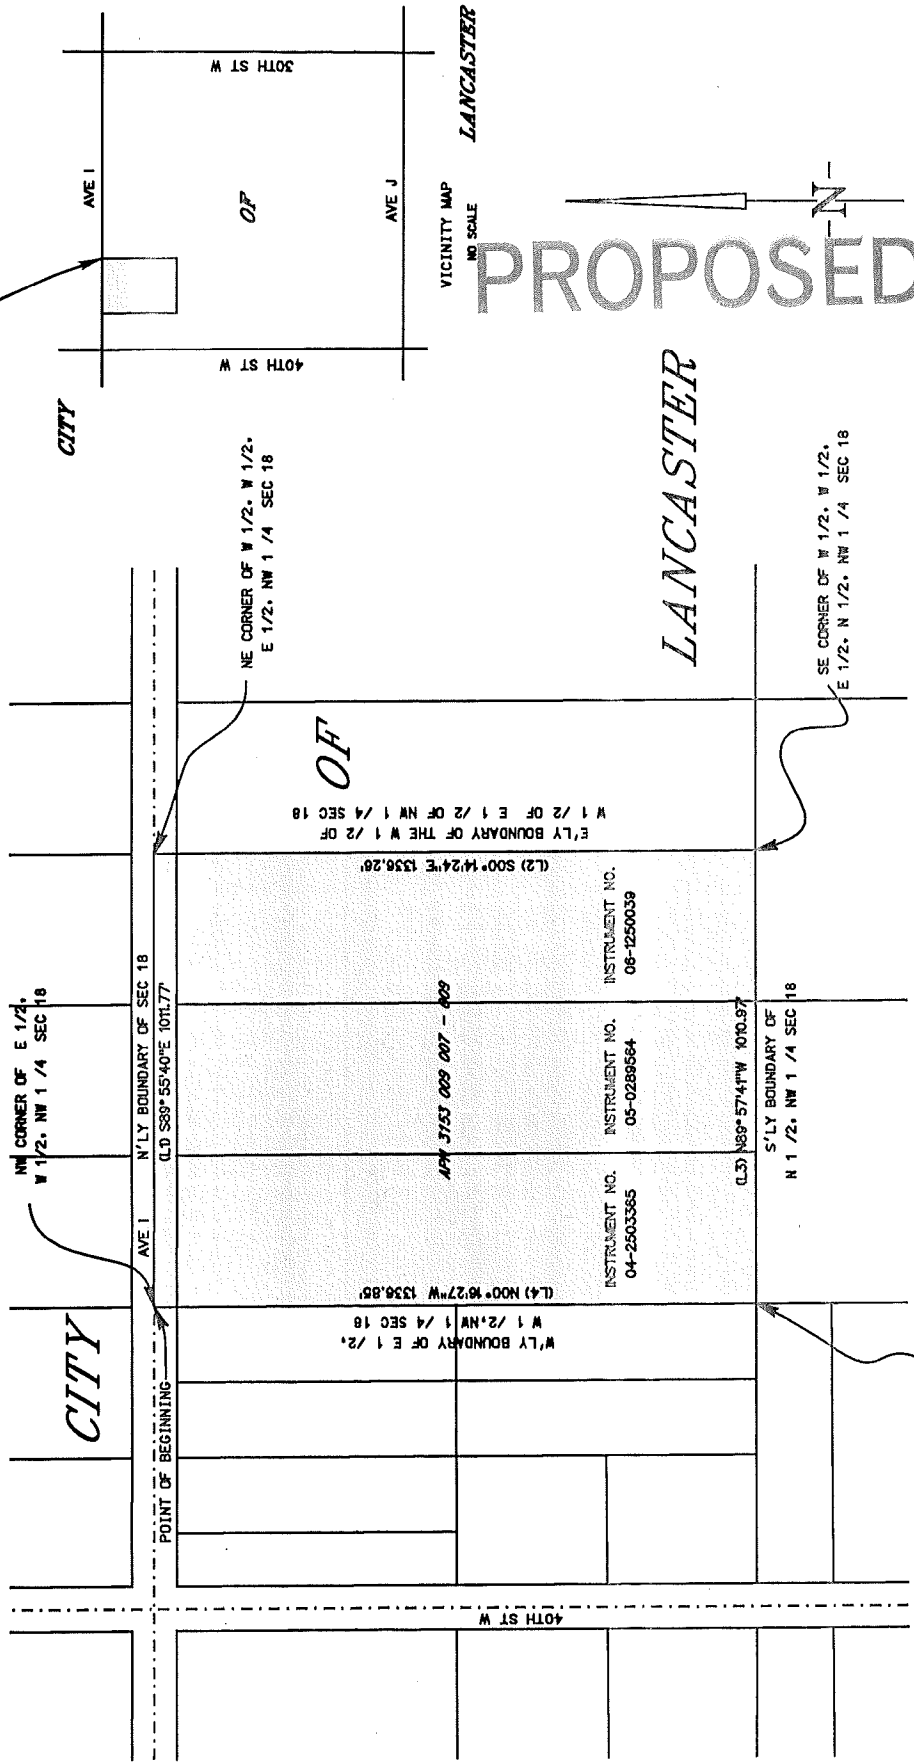 CITY
AVE I
30TH ST W
OF
40TH ST W
AVE J
VICINITY MAP
NO SCALE
LANCASTER
PROPOSED
N
CITY
OF
LANCASTER
NW CORNER OF E 1/2,
W 1/2, NW 1/4 SEC 18
AVE I
N'LY BOUNDARY OF SEC 18
(L1) S89°55'40"E 1011.77'
POINT OF BEGINNING
NE CORNER OF W 1/2, W 1/2,
E 1/2, NW 1/4 SEC 18
W'LY BOUNDARY OF E 1/2,
W 1/2, NW 1/4 SEC 18
(L4) N00°16'27"W 1336.85'
APN 3153 009 007 - 009
(L2) S00°14'24"E 1336.26'
E'LY BOUNDARY OF THE W 1/2 OF
W 1/2 OF E 1/2 OF NW 1/4 SEC 18
INSTRUMENT NO.
04-2503365
INSTRUMENT NO.
05-0289564
INSTRUMENT NO.
06-1250039
(L3) N89°57'41"W 1010.97'
S'LY BOUNDARY OF
N 1/2, NW 1/4 SEC 18
SE CORNER OF W 1/2, W 1/2,
E 1/2, N 1/2, NW 1/4 SEC 18
40TH ST W